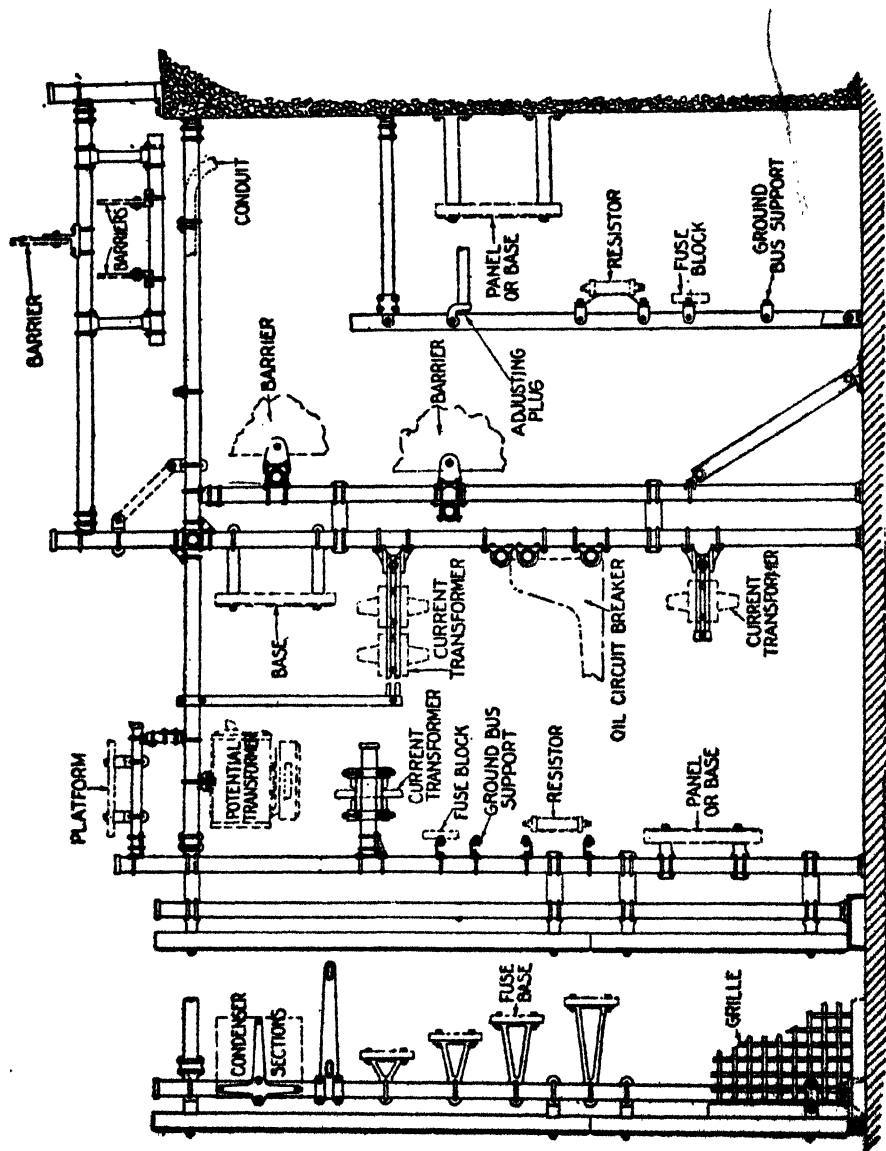 BARRIER
BARRIERS
CONDUIT
PANEL
OR BASE
RESISTOR
FUSE
BLOCK
GROUND
BUS SUPPORT
BARRIER
BARRIER
ADJUSTING
PLUG
BASE
CURRENT
TRANSFORMER
OIL CIRCUIT BREAKER
CURRENT
TRANSFORMER
PLATFORM
POTENTIAL
TRANSFORMER
CURRENT
TRANSFORMER
FUSE BLOCK
GROUND BUS
SUPPORT
RESISTOR
PANEL
OR BASE
CONDENSER
SECTIONS
FUSE
BASE
GRILLE